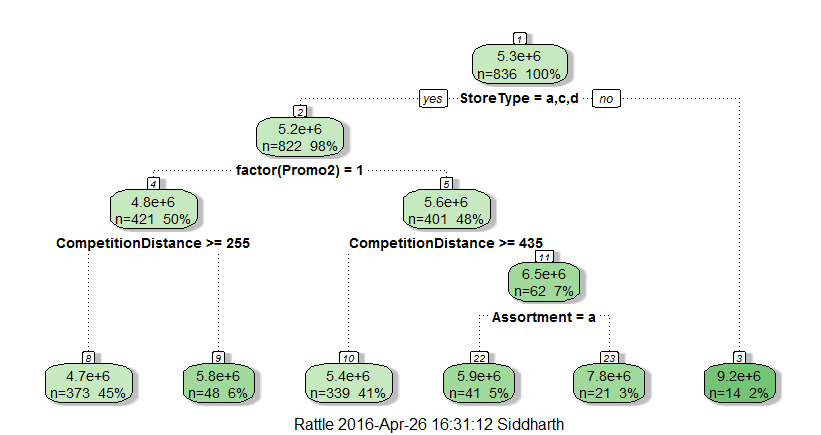 1
5.3e+6
n=836 100%
yes StoreType = a,c,d no
2
5.2e+6
n=822 98%
factor(Promo2) = 1
4 5
4.8e+6 5.6e+6
n=421 50% n=401 48%
CompetitionDistance >= 255 CompetitionDistance >= 435
11
6.5e+6
n=62 7%
Assortment = a
8 9 10 22 23 3
4.7e+6 5.8e+6 5.4e+6 5.9e+6 7.8e+6 9.2e+6
n=373 45% n=48 6% n=339 41% n=41 5% n=21 3% n=14 2%
Rattle 2016-Apr-26 16:31:12 Siddharth